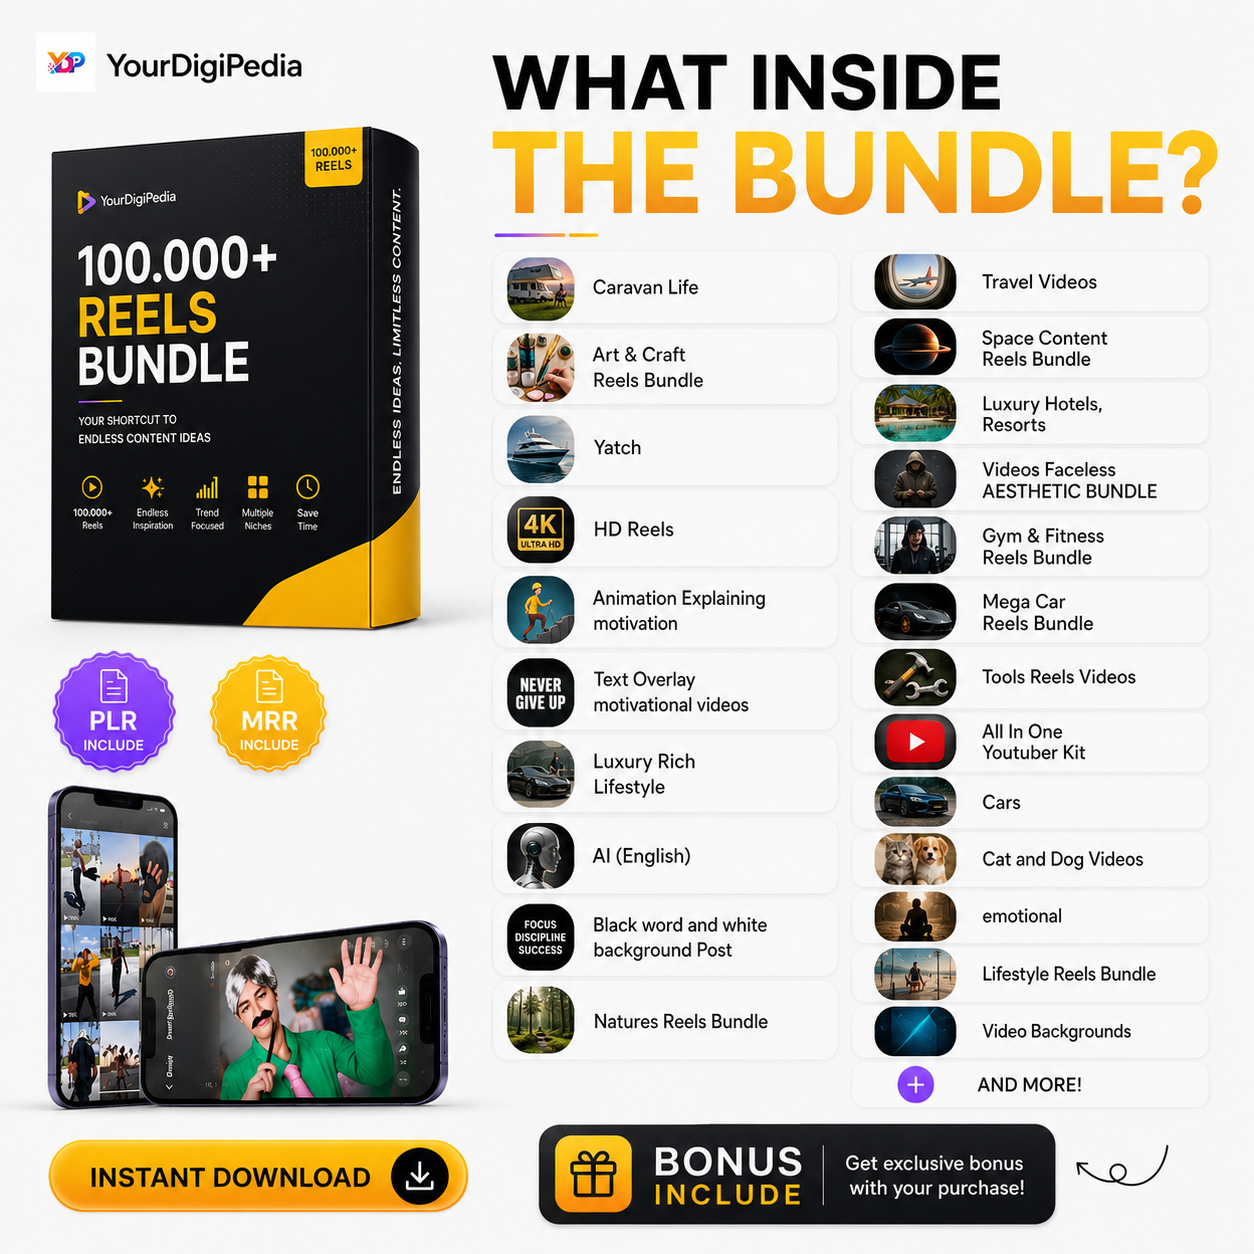 YDP YourDigiPedia
WHAT INSIDE
THE BUNDLE?
100.000+
REELS
YourDigiPedia
100.000+
REELS
BUNDLE
YOUR SHORTCUT TO
ENDLESS CONTENT IDEAS
100.000+
Reels
Endless
Inspiration
Trend
Focused
Multiple
Niches
Save
Time
ENDLESS IDEAS. LIMITLESS CONTENT.
PLR
INCLUDE
MRR
INCLUDE
Caravan Life
Art & Craft
Reels Bundle
Yatch
4K
ULTRA HD
HD Reels
Animation Explaining
motivation
NEVER
GIVE UP
Text Overlay
motivational videos
Luxury Rich
Lifestyle
AI (English)
FOCUS
DISCIPLINE
SUCCESS
Black word and white
background Post
Natures Reels Bundle
Travel Videos
Space Content
Reels Bundle
Luxury Hotels,
Resorts
Videos Faceless
AESTHETIC BUNDLE
Gym & Fitness
Reels Bundle
Mega Car
Reels Bundle
Tools Reels Videos
All In One
Youtuber Kit
Cars
Cat and Dog Videos
emotional
Lifestyle Reels Bundle
Video Backgrounds
AND MORE!
INSTANT DOWNLOAD
BONUS
INCLUDE
Get exclusive bonus
with your purchase!